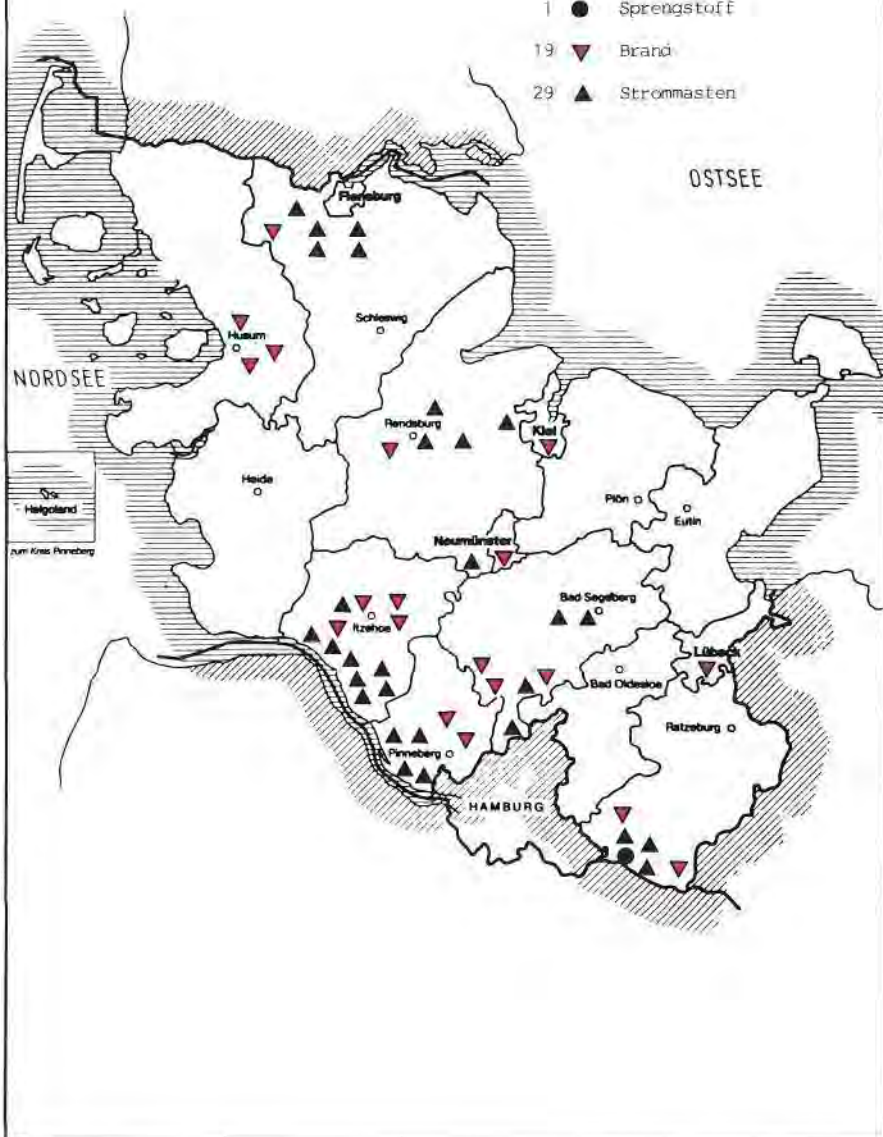 1 ● Sprengstoff
19 ▼ Brand
29 ▲ Strommasten
OSTSEE
Flensburg
Schleswig
Husum
NORDSEE
Rendsburg
Kiel
Heide
Helgoland
Plön
Eutin
zum Kreis Pinneberg
Neumünster
Bad Segeberg
Itzehoe
Lübeck
Bad Oldesloe
Ratzeburg
Pinneberg
HAMBURG